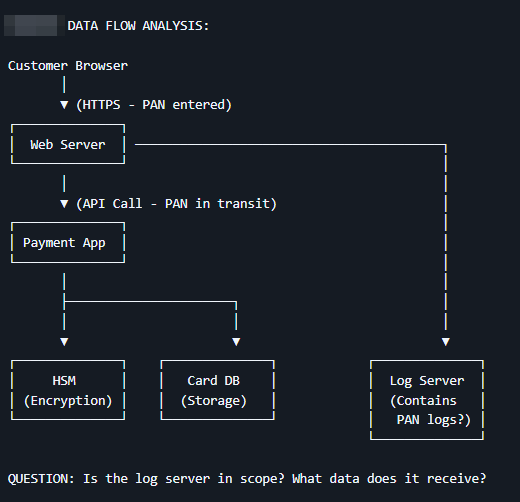 DATA FLOW ANALYSIS:
Customer Browser
(HTTPS - PAN entered)
Web Server
(API Call - PAN in transit)
Payment App
HSM
(Encryption)
Card DB
(Storage)
Log Server
(Contains
PAN logs?)
QUESTION: Is the log server in scope? What data does it receive?